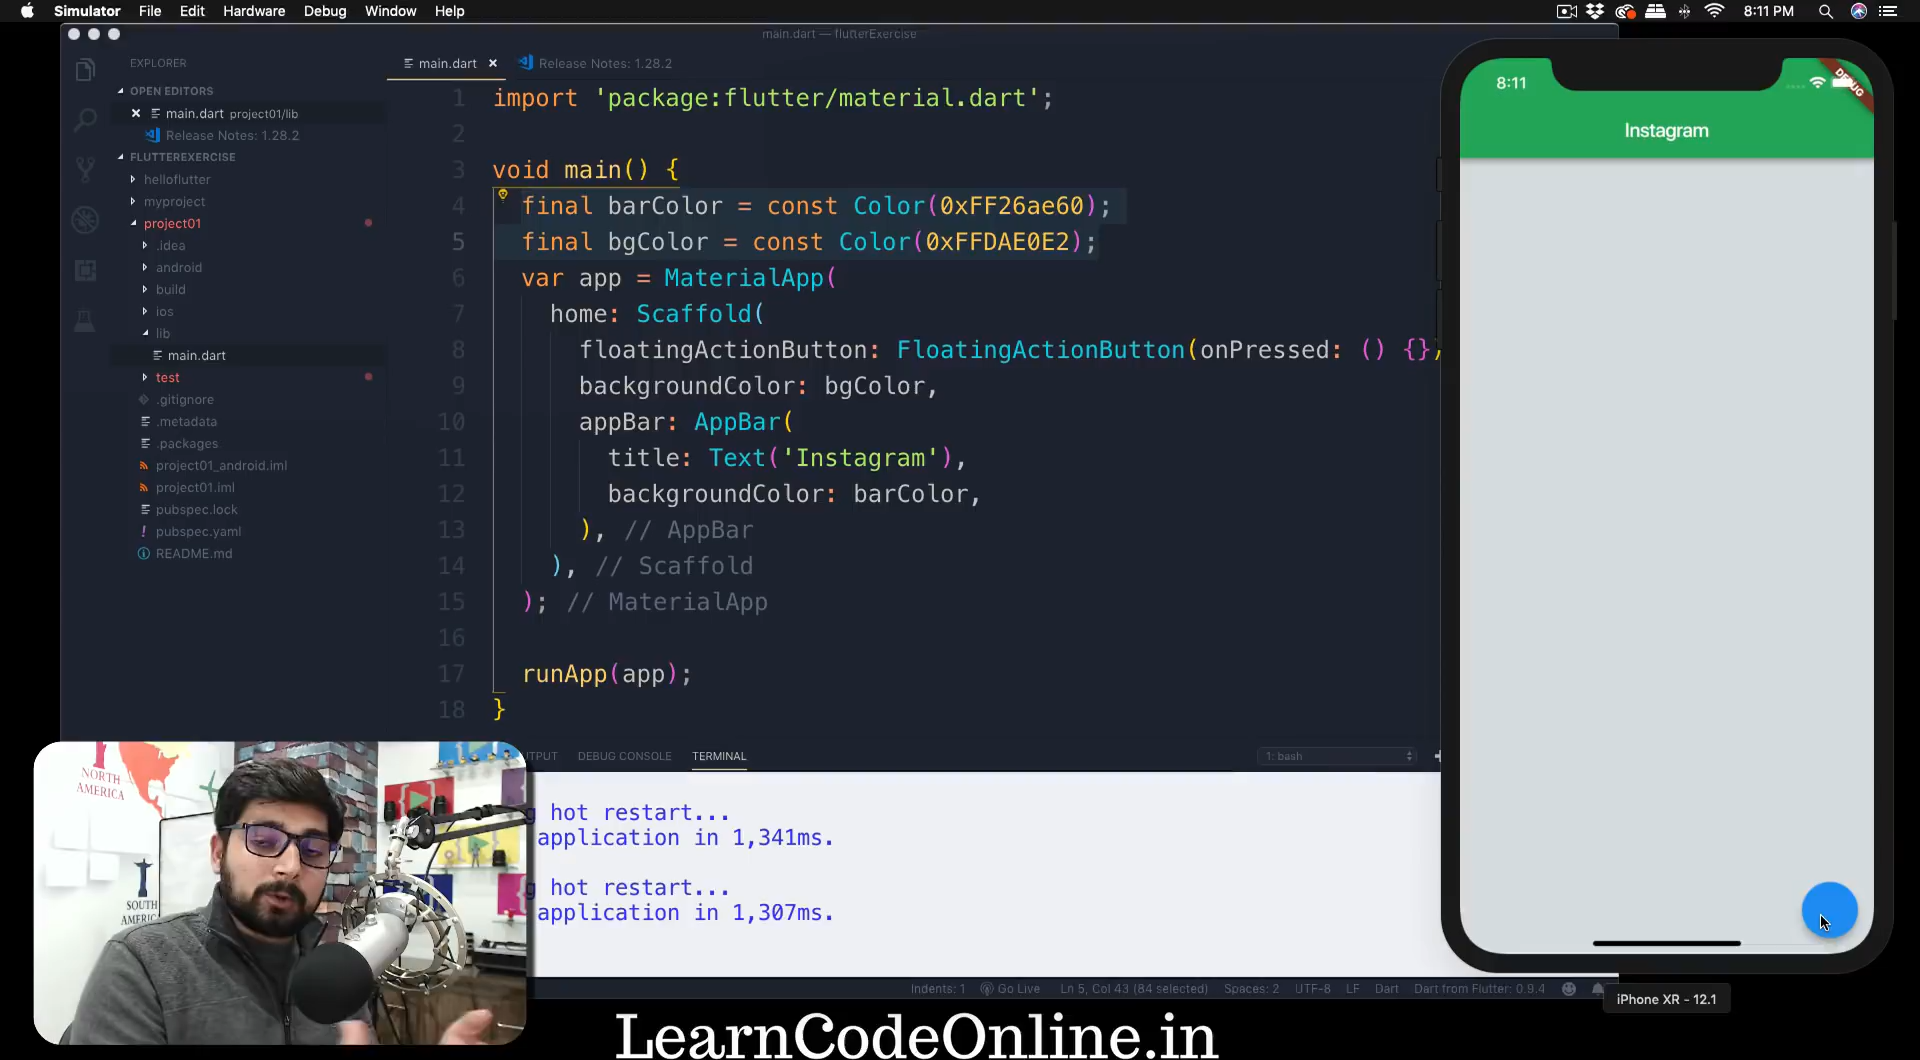 Simulator File Edit Hardware Debug Window Help
8:11 PM
main.dart — flutterExercise
EXPLORER
OPEN EDITORS
main.dart project01/lib
Release Notes: 1.28.2
FLUTTEREXERCISE
helloflutter
myproject
project01
.idea
android
build
ios
lib
main.dart
test
.gitignore
.metadata
.packages
project01_android.iml
project01.iml
pubspec.lock
pubspec.yaml
README.md
main.dart
Release Notes: 1.28.2
1 import 'package:flutter/material.dart';
2
3 void main() {
4 final barColor = const Color(0xFF26ae60);
5 final bgColor = const Color(0xFFDAE0E2);
6 var app = MaterialApp(
7 home: Scaffold(
8 floatingActionButton: FloatingActionButton(onPressed: () {})
9 backgroundColor: bgColor,
10 appBar: AppBar(
11 title: Text('Instagram'),
12 backgroundColor: barColor,
13 ), // AppBar
14 ), // Scaffold
15 ); // MaterialApp
16
17 runApp(app);
18 }
UTPUT DEBUG CONSOLE TERMINAL
1: bash
g hot restart...
application in 1,341ms.
g hot restart...
application in 1,307ms.
Indents: 1 Go Live Ln 5, Col 43 (84 selected) Spaces: 2 UTF-8 LF Dart Dart from Flutter: 0.9.4
8:11
DEBUG
Instagram
iPhone XR - 12.1
NORTH
AMERICA
SOUTH
AMERIC
LearnCodeOnline.in